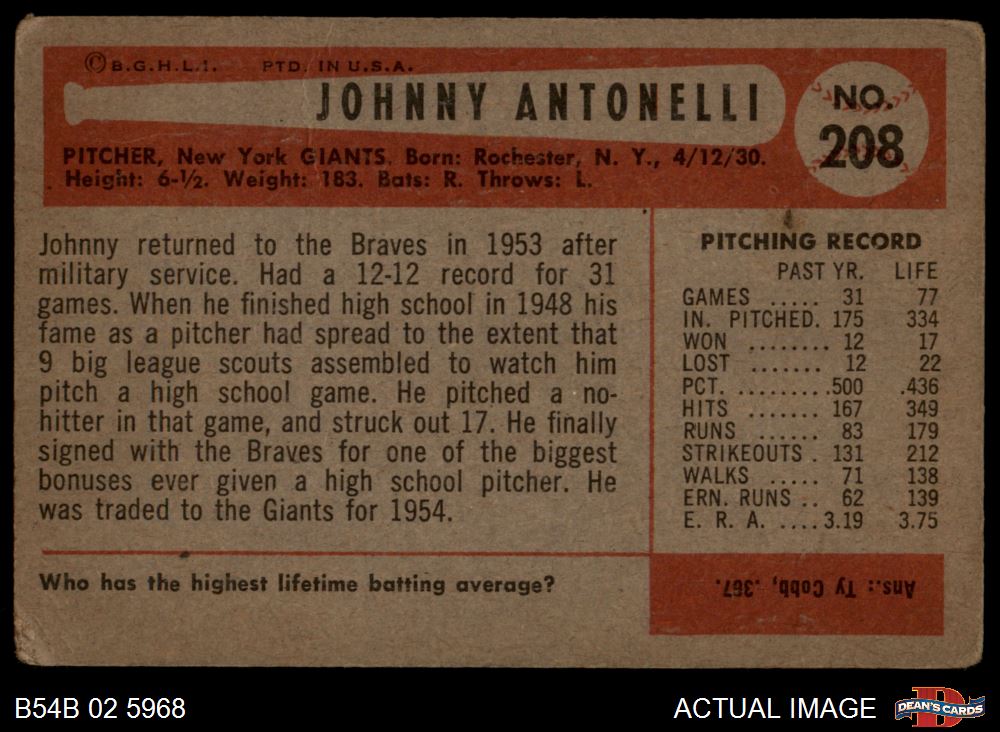 © B.G.H.L.I. PTD. IN U.S.A.
JOHNNY ANTONELLI
NO.
208
PITCHER, New York GIANTS. Born: Rochester, N. Y., 4/12/30.
Height: 6-½. Weight: 183. Bats: R. Throws: L.
Johnny returned to the Braves in 1953 after
military service. Had a 12-12 record for 31
games. When he finished high school in 1948 his
fame as a pitcher had spread to the extent that
9 big league scouts assembled to watch him
pitch a high school game. He pitched a no-
hitter in that game, and struck out 17. He finally
signed with the Braves for one of the biggest
bonuses ever given a high school pitcher. He
was traded to the Giants for 1954.
PITCHING RECORD
PAST YR. LIFE
GAMES ..... 31 77
IN. PITCHED. 175 334
WON ........ 12 17
LOST ....... 12 22
PCT. ........ .500 .436
HITS ....... 167 349
RUNS ...... 83 179
STRIKEOUTS . 131 212
WALKS ..... 71 138
ERN. RUNS .. 62 139
E. R. A. .... 3.19 3.75
Who has the highest lifetime batting average?
Ans.: Ty Cobb, .367.
B54B 02 5968
ACTUAL IMAGE
D
DEAN'S CARDS